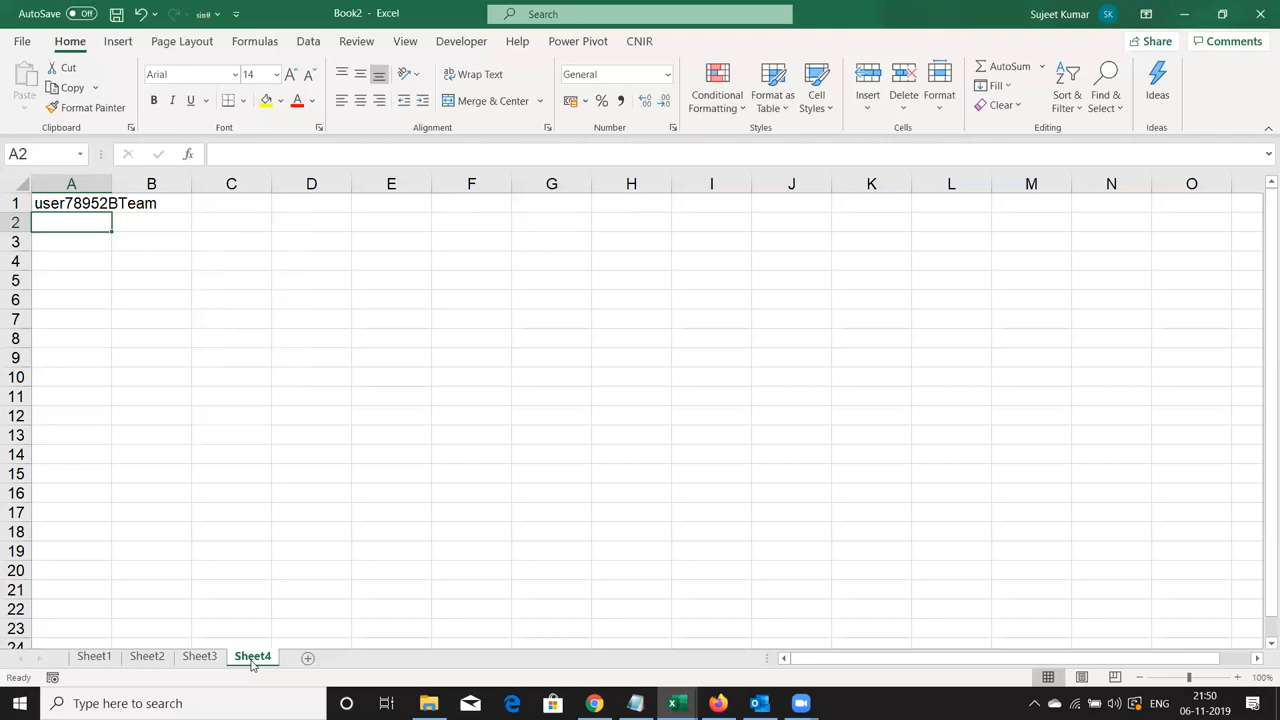 AutoSave Off sinθ Book2 - Excel Search Sujeet Kumar SK
File Home Insert Page Layout Formulas Data Review View Developer Help Power Pivot CNIR Share Comments
Paste Cut Copy Format Painter Clipboard
Arial 14 B I U Font
Wrap Text Merge & Center Alignment
General Number
Conditional Formatting Format as Table Cell Styles Styles
Insert Delete Format Cells
AutoSum Fill Clear Sort & Filter Find & Select Editing
Ideas Ideas
A2 fx
A B C D E F G H I J K L M N O
1 user78952BTeam
2
3
4
5
6
7
8
9
10
11
12
13
14
15
16
17
18
19
20
21
22
23
24
Sheet1 Sheet2 Sheet3 Sheet4
Ready 100%
Type here to search ENG 21:50
06-11-2019